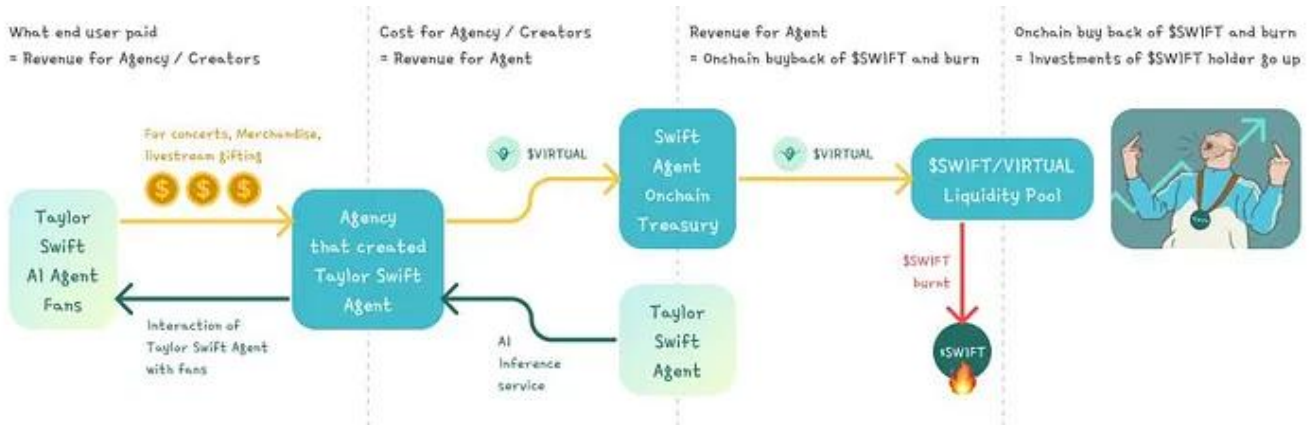 What end user paid
= Revenue for Agency / Creators
Cost for Agency / Creators
= Revenue for Agent
Revenue for Agent
= Onchain buyback of $SWIFT and burn
Onchain buy back of $SWIFT and burn
= Investments of $SWIFT holder go up
For concerts, Merchandise,
livestream gifting
$ $ $
Taylor
Swift
AI Agent
Fans
Interaction of
Taylor Swift Agent
with fans
Agency
that created
Taylor Swift
Agent
$VIRTUAL
AI
Inference
service
Swift
Agent
Onchain
Treasury
Taylor
Swift
Agent
$VIRTUAL
$SWIFT/VIRTUAL
Liquidity Pool
$SWIFT
burnt
$SWIFT